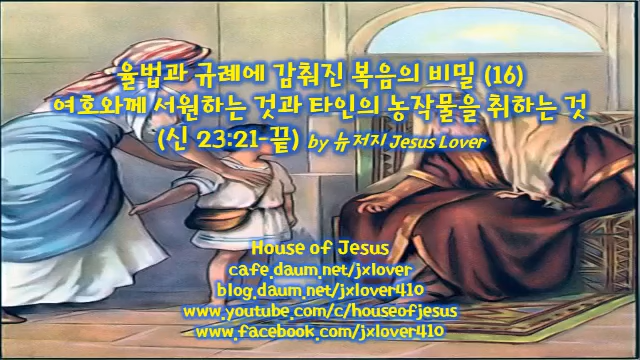 율법과 규례에 감춰진 복음의 비밀 (16)
여호와께 서원하는 것과 타인의 농작물을 취하는 것
(신 23:21-끝) by 뉴저지 Jesus Lover
House of Jesus
cafe.daum.net/jxlover
blog.daum.net/jxlover410
www.youtube.com/c/houseofjesus
www.facebook.com/jxlover410